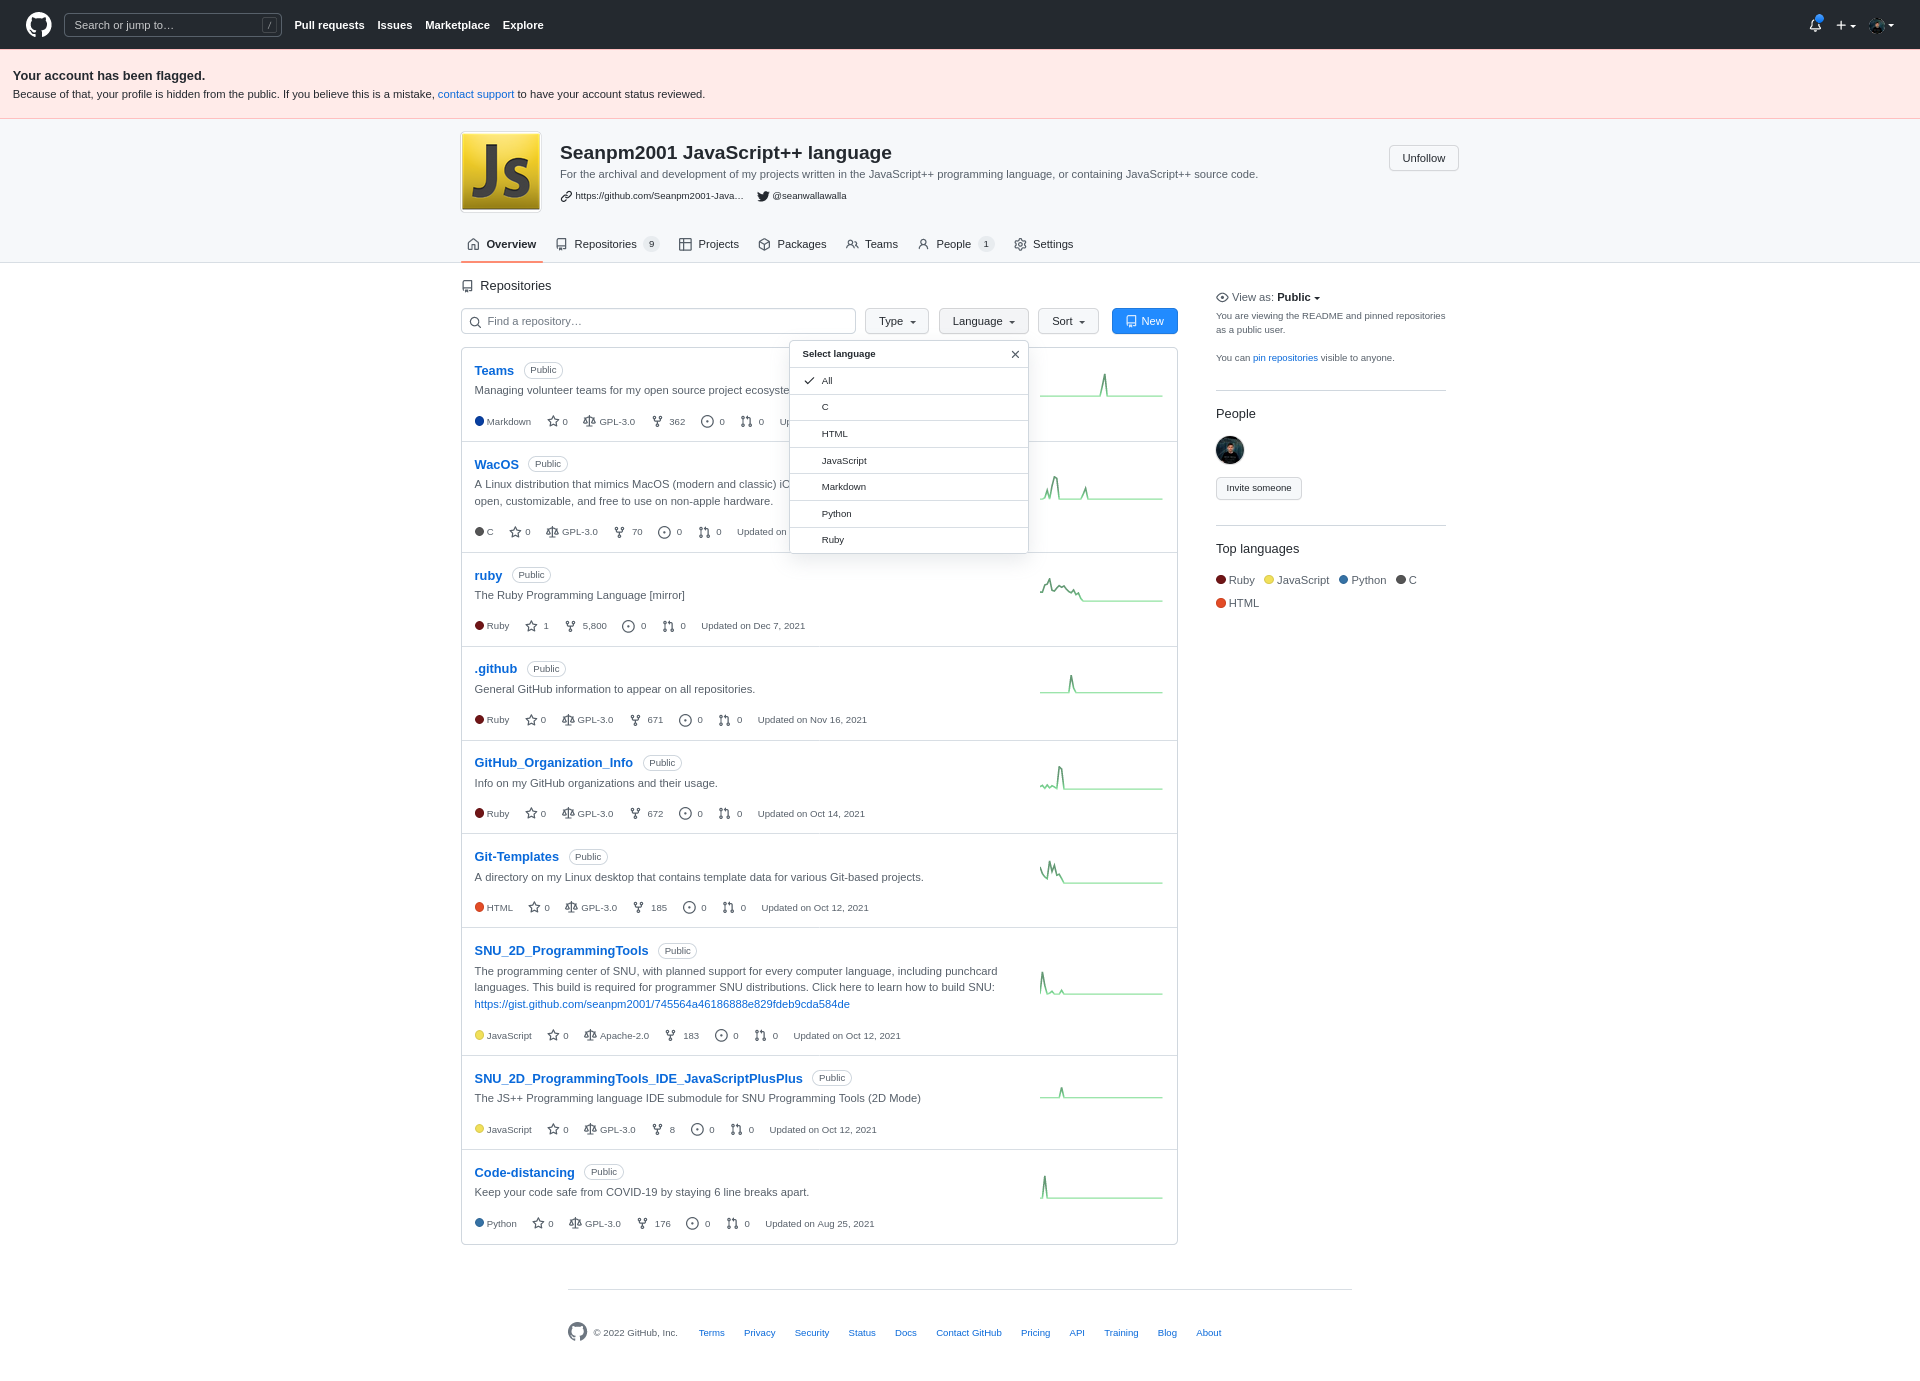 Search or jump to… /
Pull requests Issues Marketplace Explore
Your account has been flagged.
Because of that, your profile is hidden from the public. If you believe this is a mistake, contact support to have your account status reviewed.
Js
Seanpm2001 JavaScript++ language
For the archival and development of my projects written in the JavaScript++ programming language, or containing JavaScript++ source code.
https://github.com/Seanpm2001-Java… @seanwallawalla
Unfollow
Overview Repositories 9 Projects Packages Teams People 1 Settings
Repositories
Find a repository…
Type Language Sort New
Select language
All
C
HTML
JavaScript
Markdown
Python
Ruby
Teams Public
Managing volunteer teams for my open source project ecosyste
Markdown 0 GPL-3.0 362 0 0 Up
WacOS Public
A Linux distribution that mimics MacOS (modern and classic) iO
open, customizable, and free to use on non-apple hardware.
C 0 GPL-3.0 70 0 0 Updated on
ruby Public
The Ruby Programming Language [mirror]
Ruby 1 5,800 0 0 Updated on Dec 7, 2021
.github Public
General GitHub information to appear on all repositories.
Ruby 0 GPL-3.0 671 0 0 Updated on Nov 16, 2021
GitHub_Organization_Info Public
Info on my GitHub organizations and their usage.
Ruby 0 GPL-3.0 672 0 0 Updated on Oct 14, 2021
Git-Templates Public
A directory on my Linux desktop that contains template data for various Git-based projects.
HTML 0 GPL-3.0 185 0 0 Updated on Oct 12, 2021
SNU_2D_ProgrammingTools Public
The programming center of SNU, with planned support for every computer language, including punchcard
languages. This build is required for programmer SNU distributions. Click here to learn how to build SNU:
https://gist.github.com/seanpm2001/745564a46186888e829fdeb9cda584de
JavaScript 0 Apache-2.0 183 0 0 Updated on Oct 12, 2021
SNU_2D_ProgrammingTools_IDE_JavaScriptPlusPlus Public
The JS++ Programming language IDE submodule for SNU Programming Tools (2D Mode)
JavaScript 0 GPL-3.0 8 0 0 Updated on Oct 12, 2021
Code-distancing Public
Keep your code safe from COVID-19 by staying 6 line breaks apart.
Python 0 GPL-3.0 176 0 0 Updated on Aug 25, 2021
View as: Public
You are viewing the README and pinned repositories
as a public user.
You can pin repositories visible to anyone.
People
Invite someone
Top languages
Ruby JavaScript Python C
HTML
© 2022 GitHub, Inc. Terms Privacy Security Status Docs Contact GitHub Pricing API Training Blog About